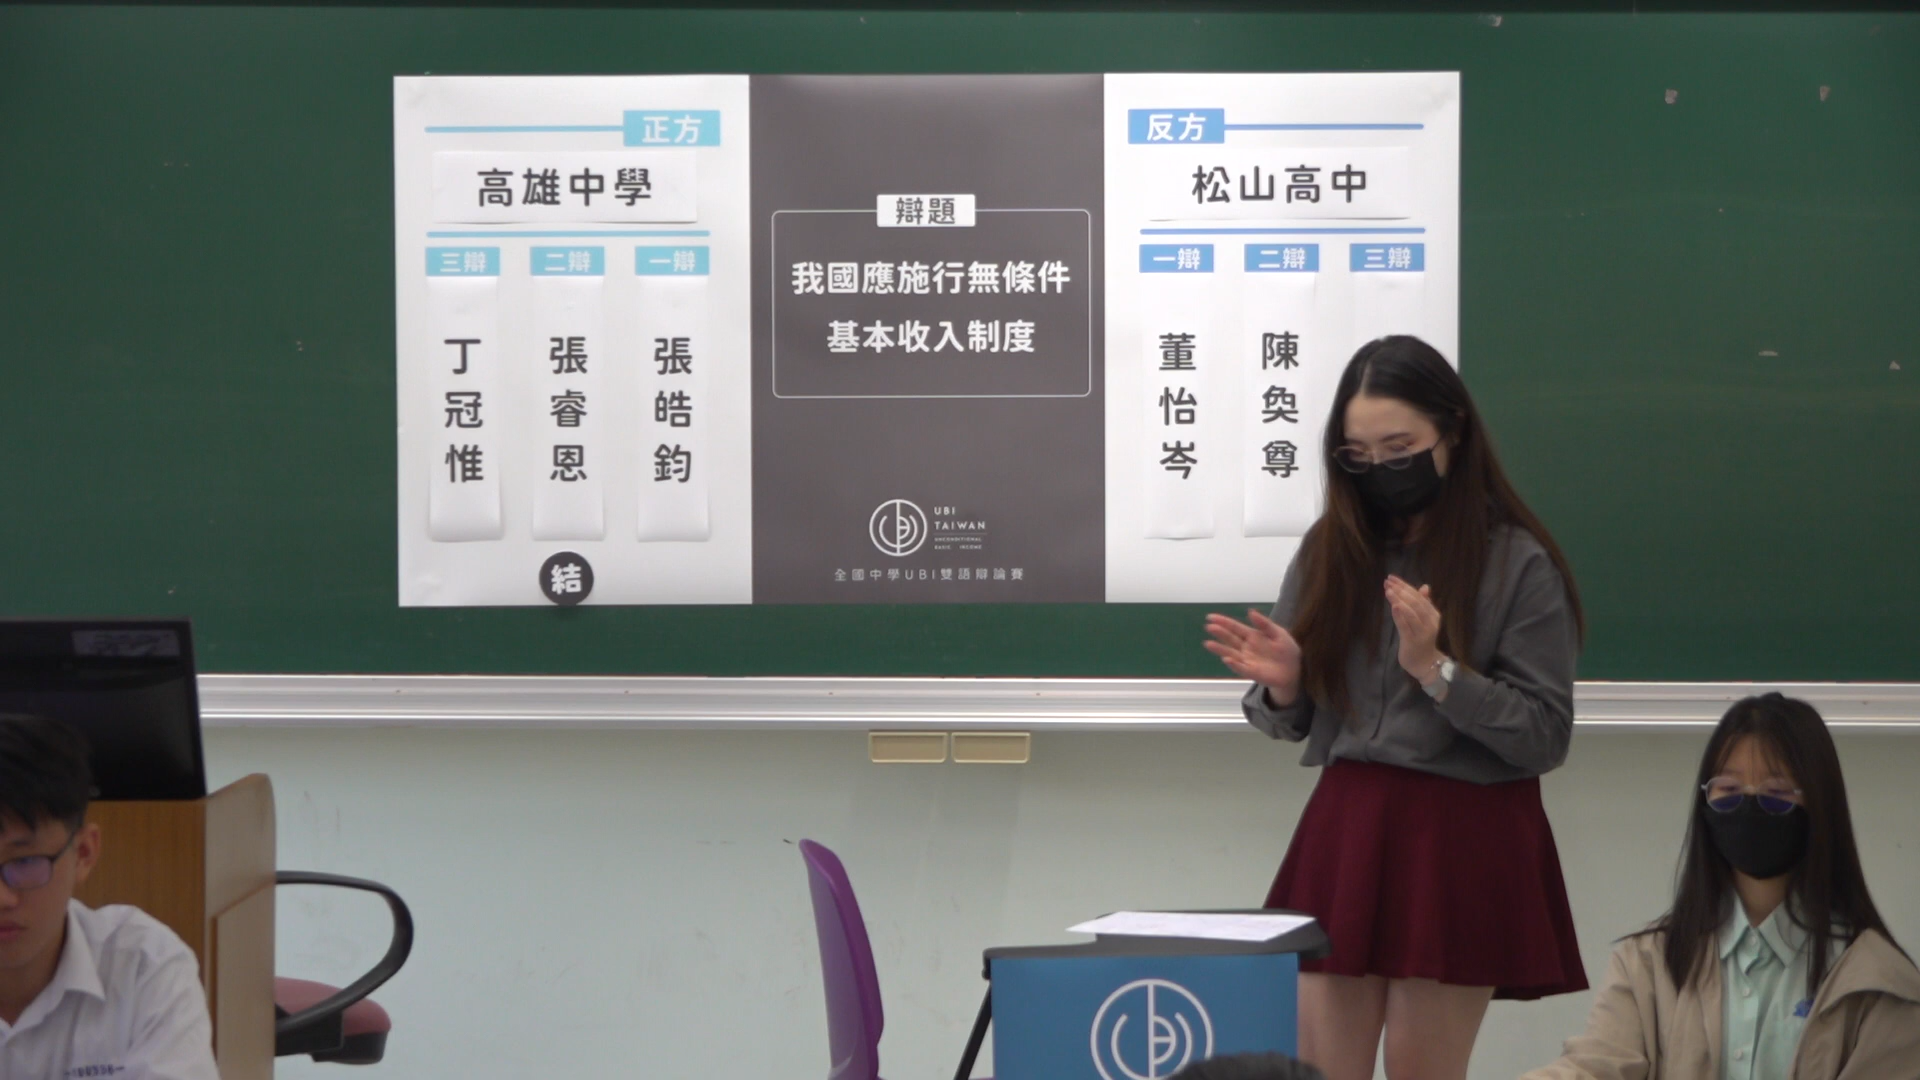 正方
高雄中學
三辯 二辯 一辯
丁冠惟
張睿恩
張皓鈞
結
辯題
我國應施行無條件
基本收入制度
UBI
TAIWAN
UNCONDITIONAL
BASIC INCOME
全國中學UBI雙語辯論賽
反方
松山高中
一辯 二辯 三辯
董怡岑
陳奐尊